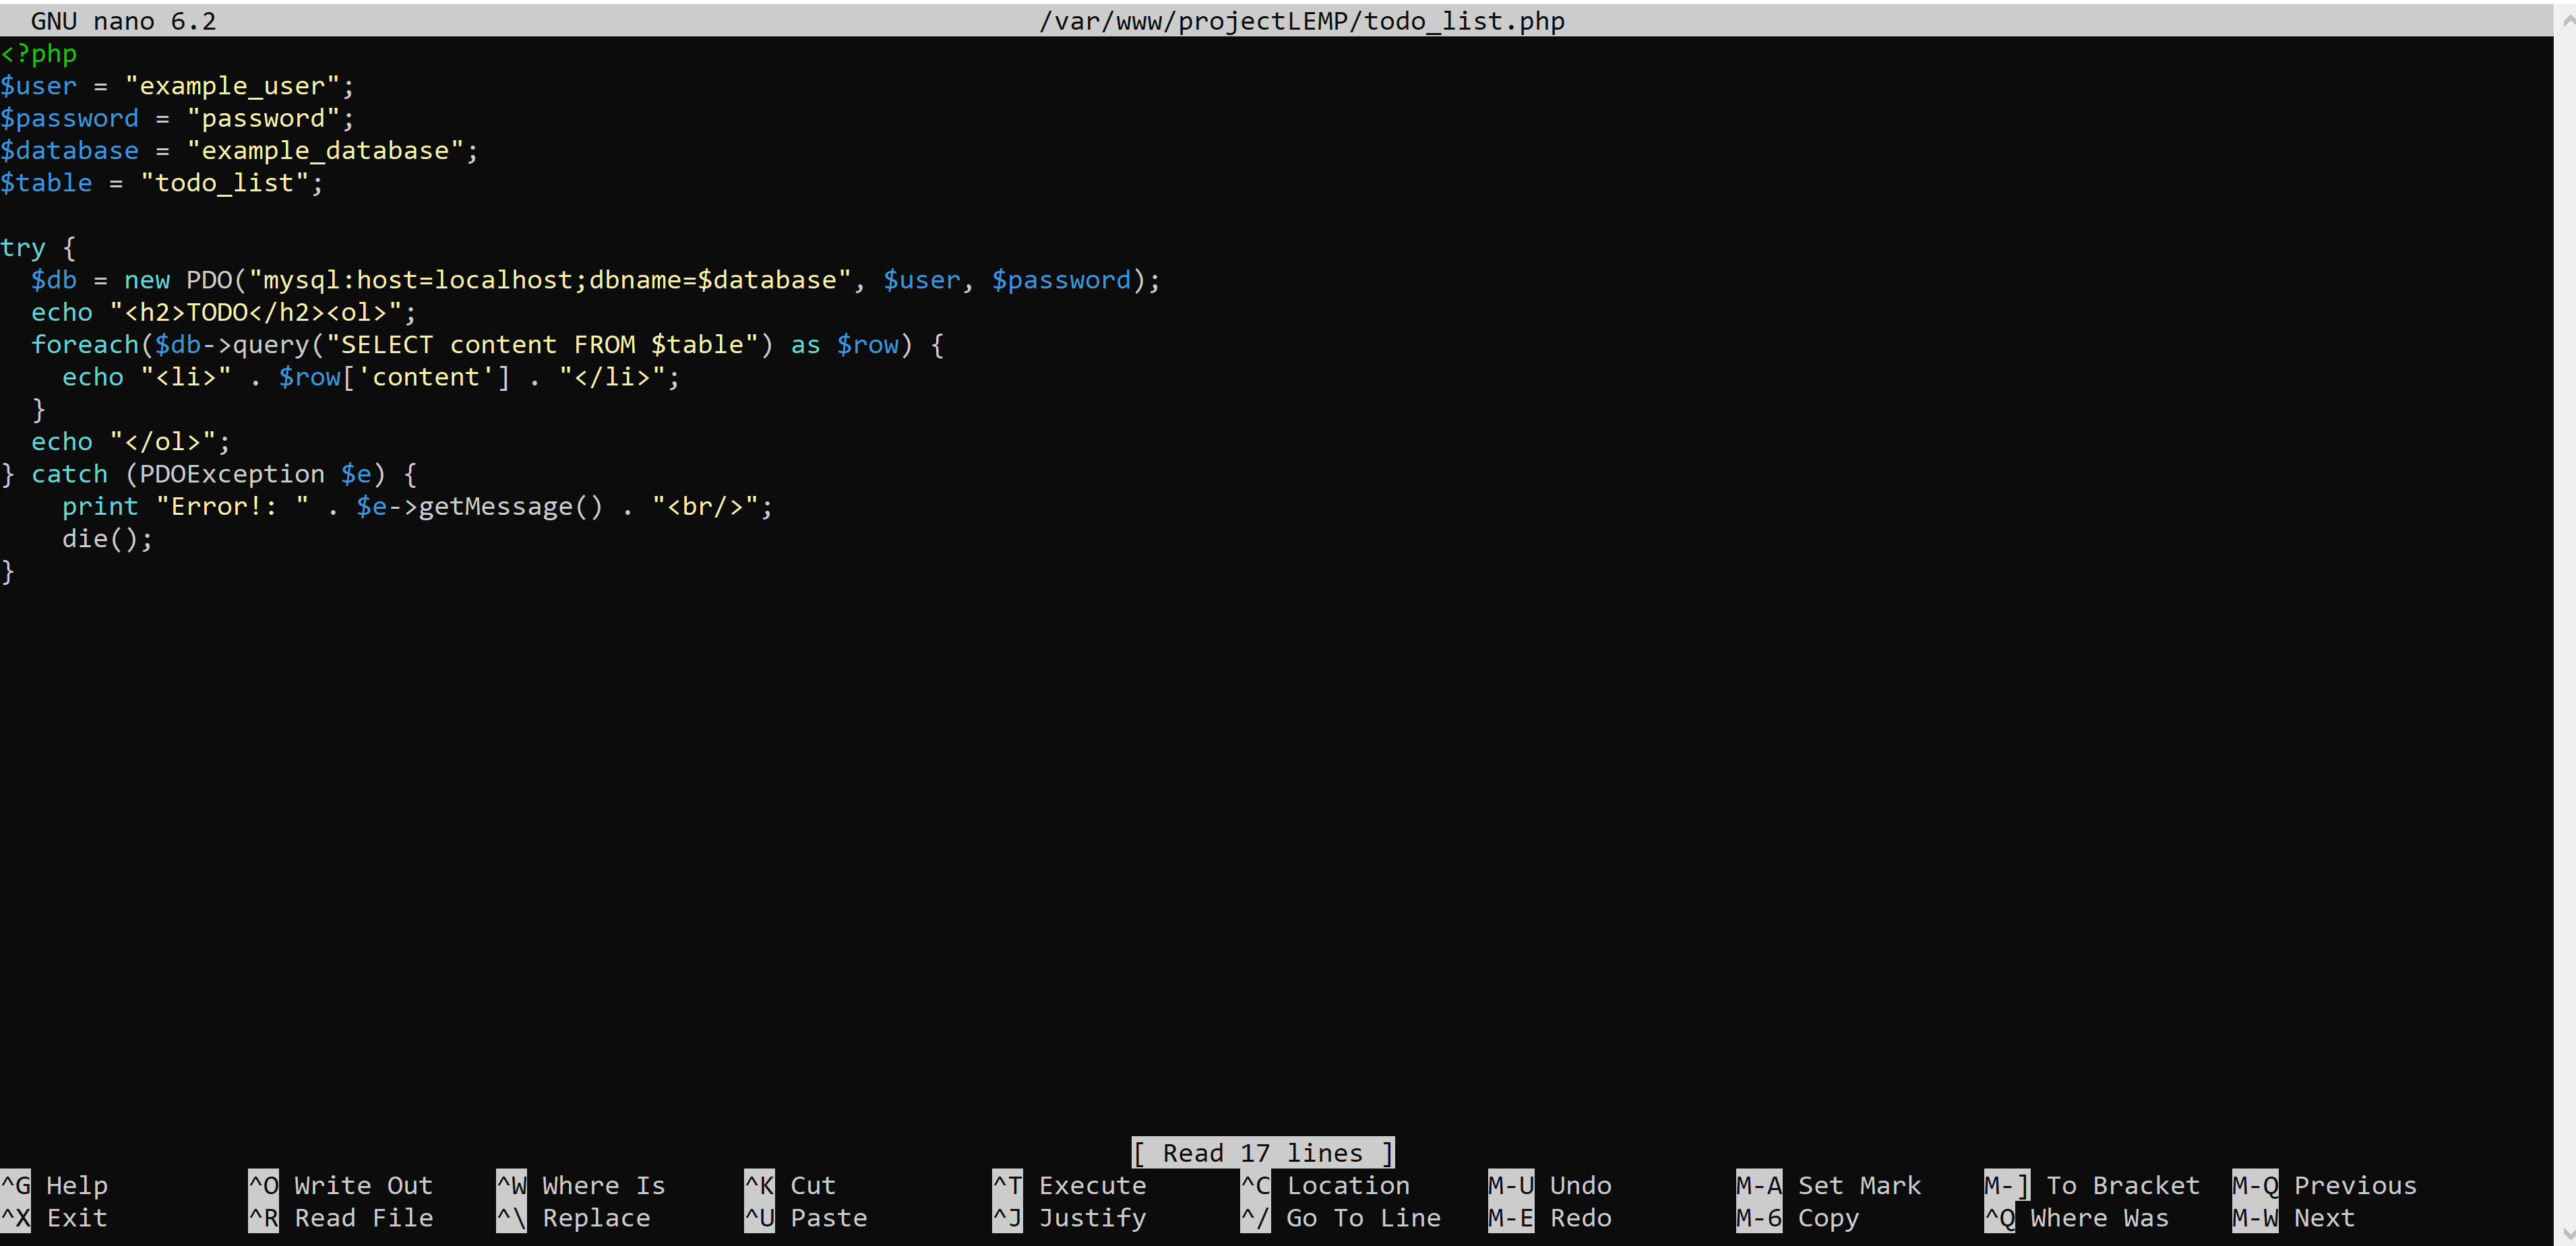 GNU nano 6.2 /var/www/projectLEMP/todo_list.php
<?php
$user = "example_user";
$password = "password";
$database = "example_database";
$table = "todo_list";

try {
  $db = new PDO("mysql:host=localhost;dbname=$database", $user, $password);
  echo "<h2>TODO</h2><ol>";
  foreach($db->query("SELECT content FROM $table") as $row) {
    echo "<li>" . $row['content'] . "</li>";
  }
  echo "</ol>";
} catch (PDOException $e) {
    print "Error!: " . $e->getMessage() . "<br/>";
    die();
}
[ Read 17 lines ]
^G Help ^O Write Out ^W Where Is ^K Cut ^T Execute ^C Location M-U Undo M-A Set Mark M-] To Bracket M-Q Previous
^X Exit ^R Read File ^\ Replace ^U Paste ^J Justify ^/ Go To Line M-E Redo M-6 Copy ^Q Where Was M-W Next